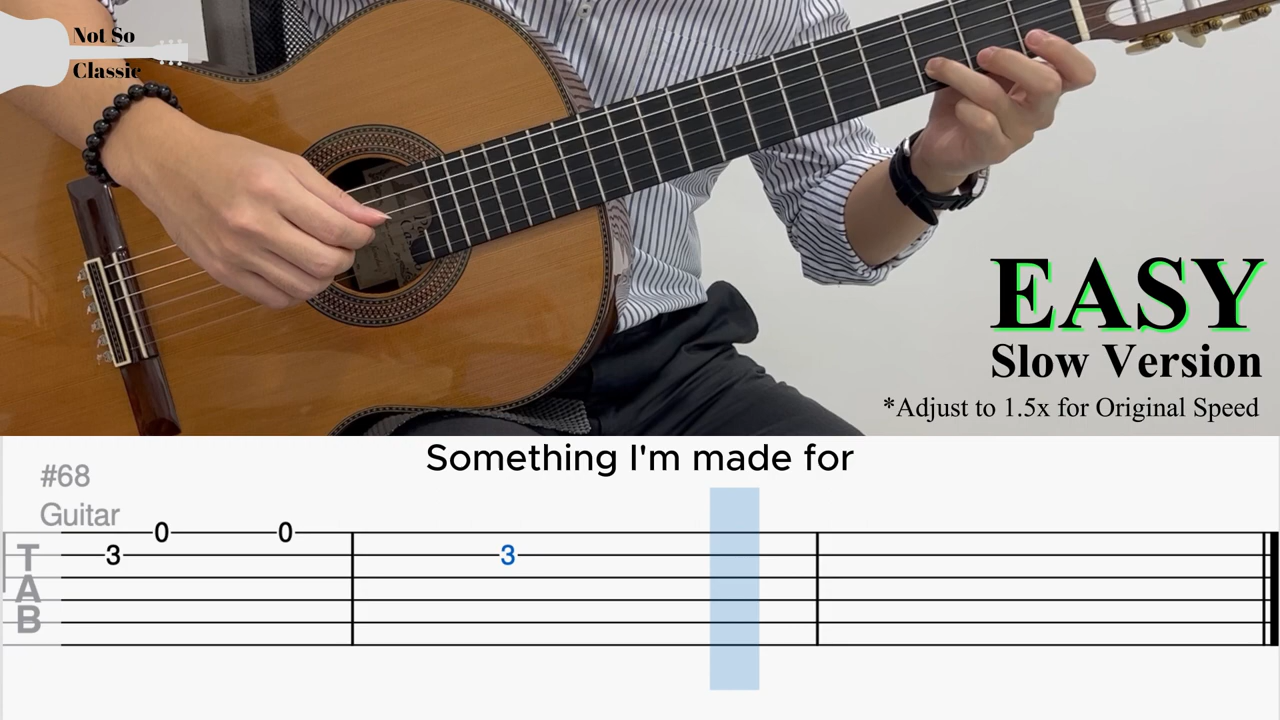 Not So
Classic
EASY
Slow Version
*Adjust to 1.5x for Original Speed
Something I'm made for
#68
Guitar
0 0
T 3 3
A
B